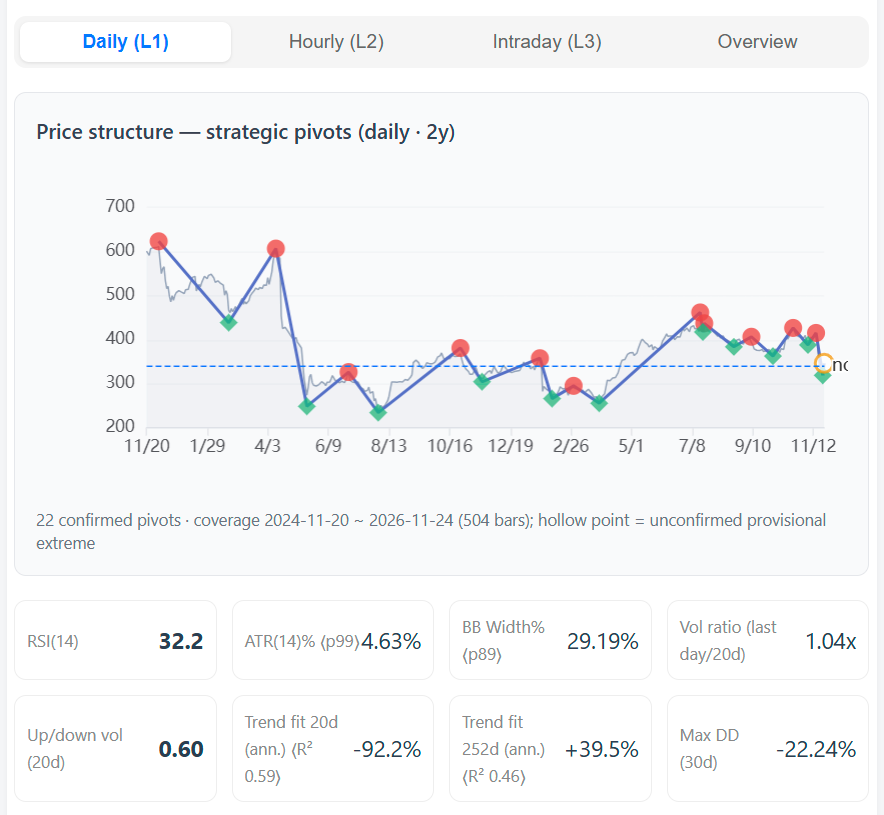 Daily (L1) Hourly (L2) Intraday (L3) Overview
Price structure — strategic pivots (daily · 2y)
700
600
500
400
300
200
nc
11/20 1/29 4/3 6/9 8/13 10/16 12/19 2/26 5/1 7/8 9/10 11/12
22 confirmed pivots · coverage 2024-11-20 ~ 2026-11-24 (504 bars); hollow point = unconfirmed provisional
extreme
RSI(14) 32.2
ATR(14)% ⟨p99⟩ 4.63%
BB Width%
⟨p89⟩
29.19%
Vol ratio (last
day/20d)
1.04x
Up/down vol
(20d)
0.60
Trend fit 20d
(ann.) ⟨R²
0.59⟩
-92.2%
Trend fit
252d (ann.)
⟨R² 0.46⟩
+39.5%
Max DD
(30d)
-22.24%